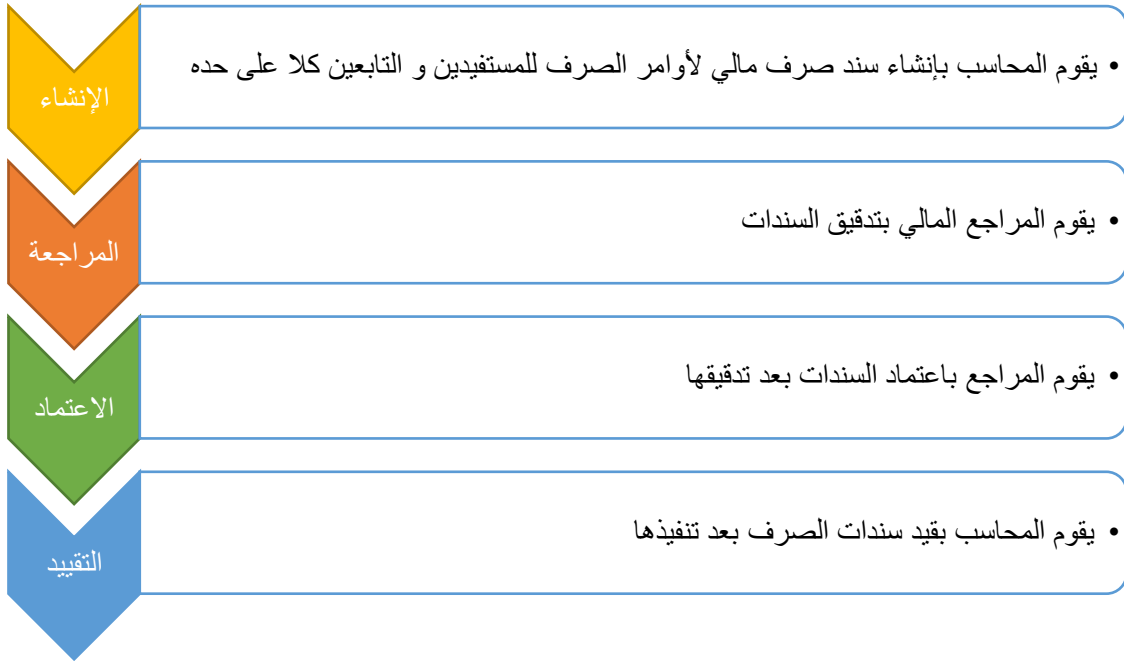 الإنشاء
• يقوم المحاسب بإنشاء سند صرف مالي لأوامر الصرف للمستفيدين و التابعين كلا على حده
المراجعة
• يقوم المراجع المالي بتدقيق السندات
الاعتماد
• يقوم المراجع باعتماد السندات بعد تدقيقها
التقييد
• يقوم المحاسب بقيد سندات الصرف بعد تنفيذها